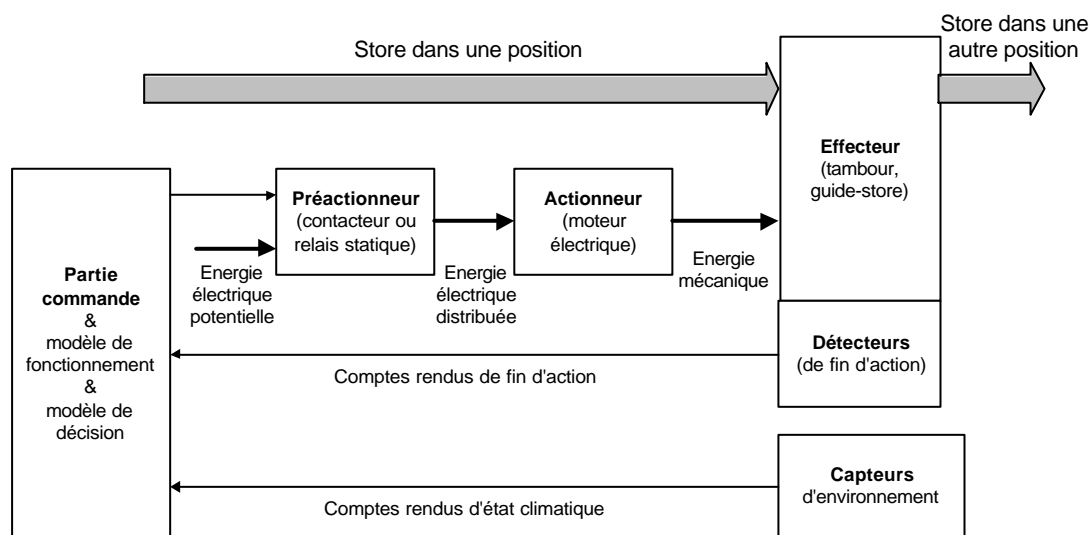 Store dans une position
Store dans une
autre position
Effecteur
(tambour,
guide-store)
Préactionneur
(contacteur ou
relais statique)
Actionneur
(moteur
électrique)
Partie
commande
&
modèle de
fonctionnement
&
modèle de
décision
Energie
électrique
potentielle
Energie
électrique
distribuée
Energie
mécanique
Détecteurs
(de fin d'action)
Comptes rendus de fin d'action
Capteurs
d'environnement
Comptes rendus d'état climatique